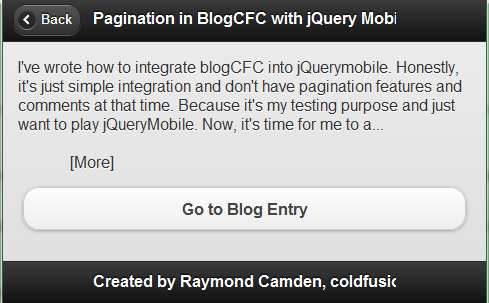 Back
Pagination in BlogCFC with jQuery Mobi
I've wrote how to integrate blogCFC into jQuerymobile. Honestly,
it's just simple integration and don't have pagination features and
comments at that time. Because it's my testing purpose and just
want to play jQueryMobile. Now, it's time for me to a...
[More]
Go to Blog Entry
Created by Raymond Camden, coldfusic